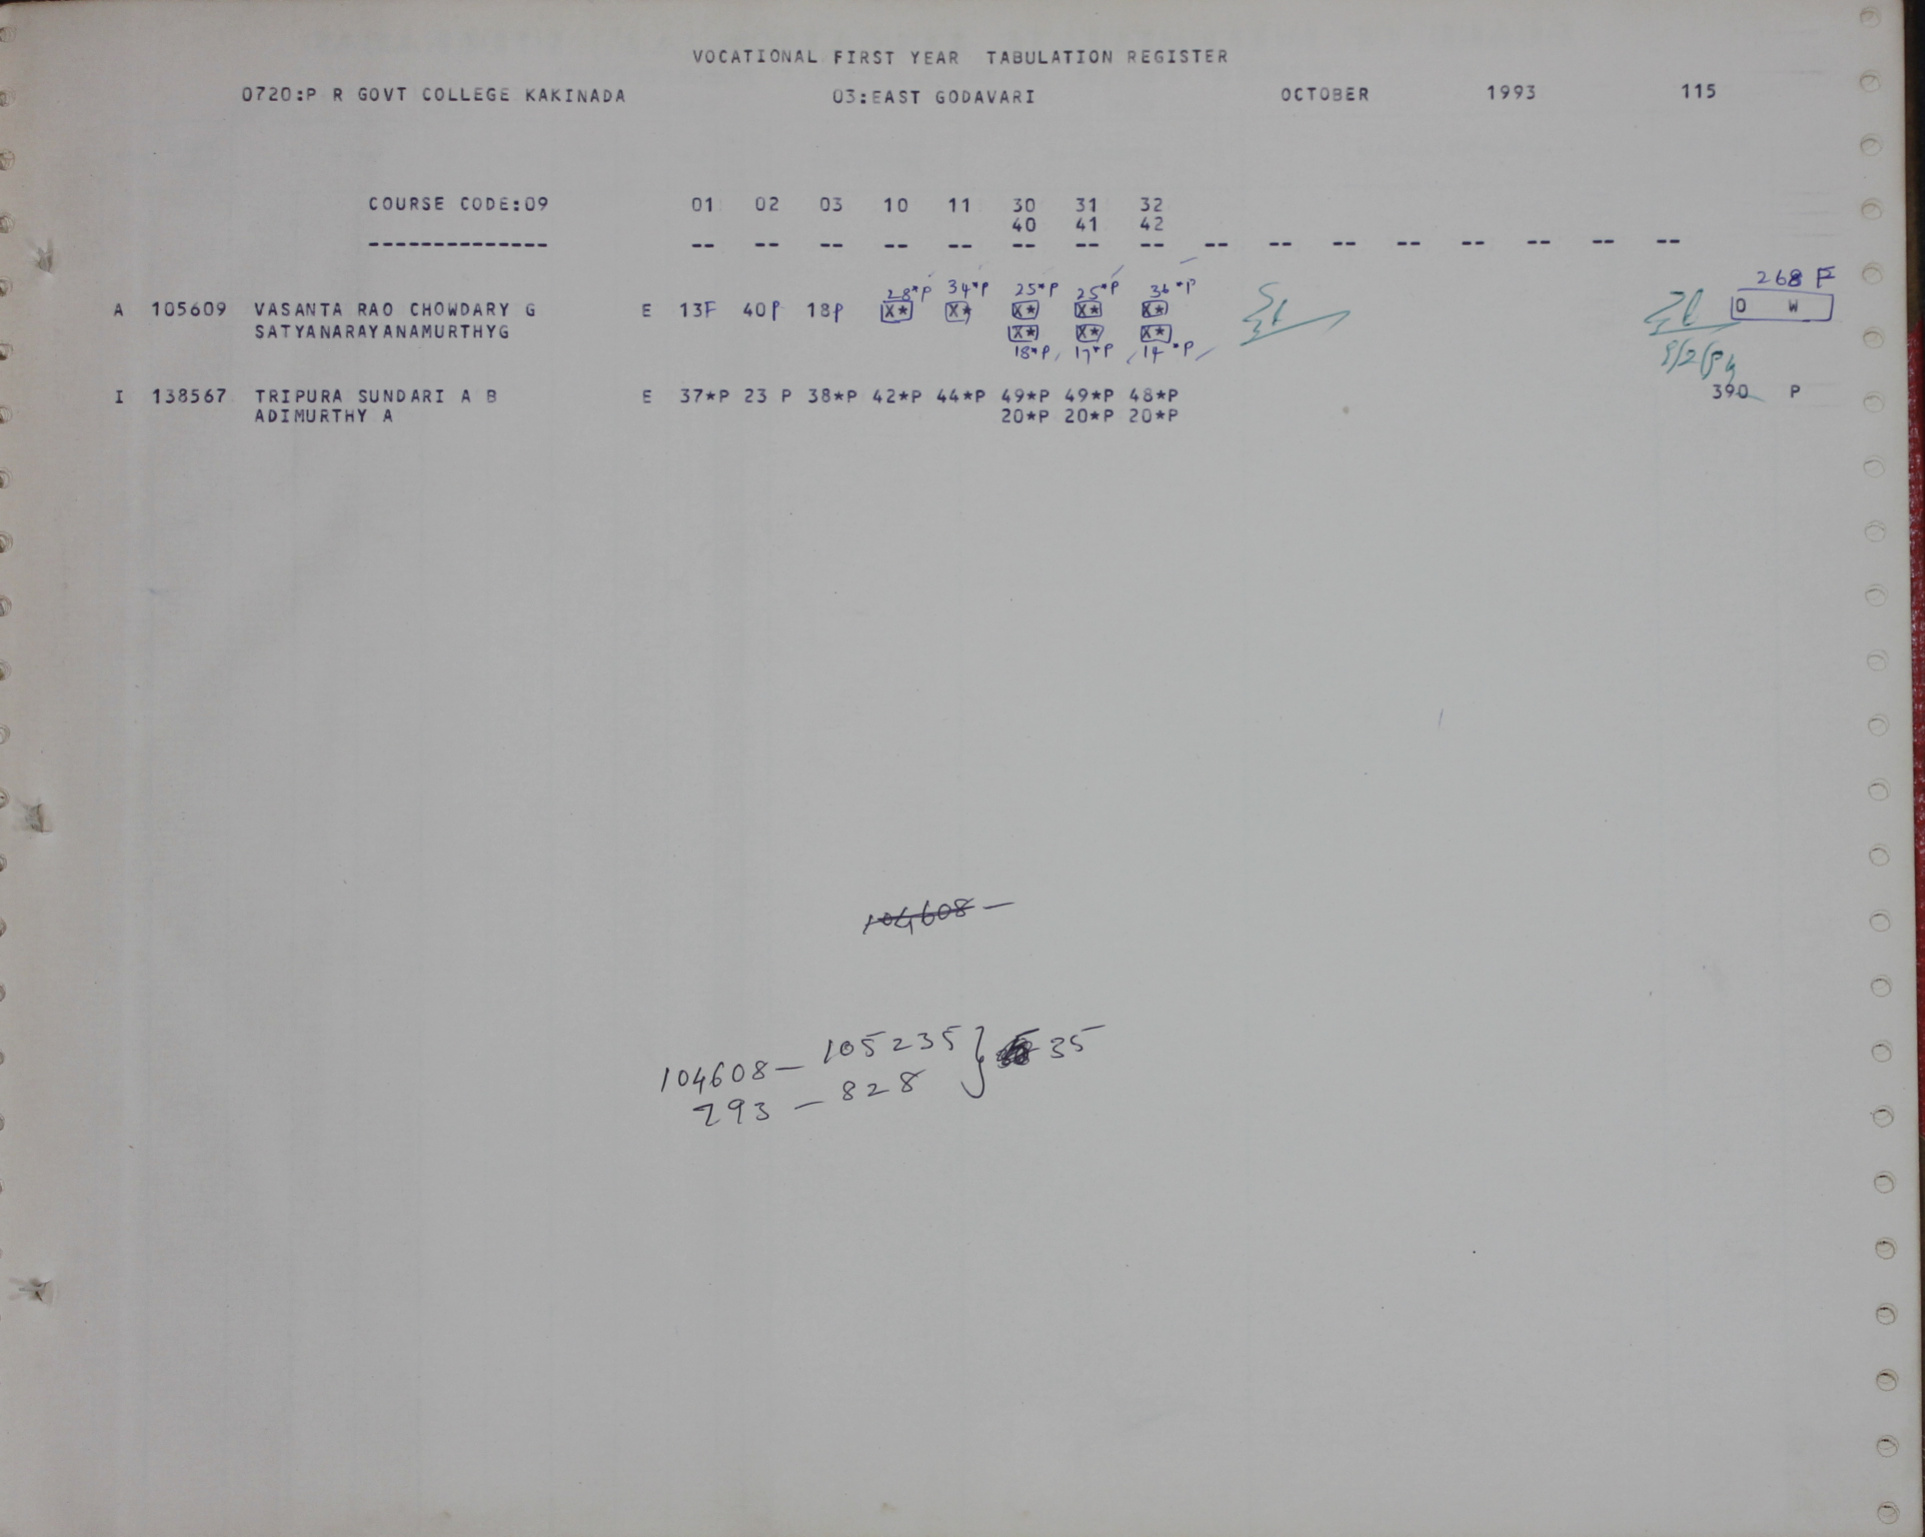 VOCATIONAL FIRST YEAR TABULATION REGISTER
0720:P R GOVT COLLEGE KAKINADA 03:EAST GODAVARI OCTOBER 1993 115
COURSE CODE:09 01 02 03 10 11 30 31 32
40 41 42
-------------- -- -- -- -- -- -- -- -- -- -- -- -- -- -- -- --
28*P 34*P 25*P 25*P 36*P 268 F
A 105609 VASANTA RAO CHOWDARY G E 13F 40P 18P X* X* X* X* X* 0 W
SATYANARAYANAMURTHYG X* X* X*
18*P, 17*P, 14*P,
I 138567 TRIPURA SUNDARI A B E 37*P 23 P 38*P 42*P 44*P 49*P 49*P 48*P 390 P
ADIMURTHY A 20*P 20*P 20*P
104608 —
104608 — 105235 } 35
293 — 828